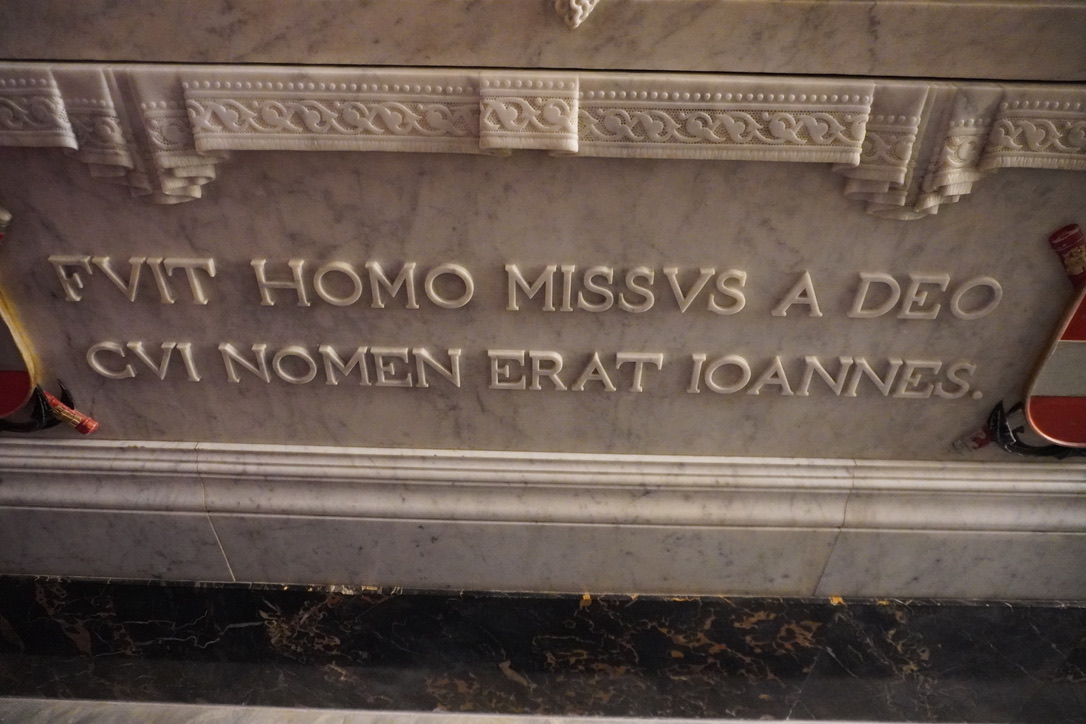 FVIT HOMO MISSVS A DEO
CVI NOMEN ERAT IOANNES.